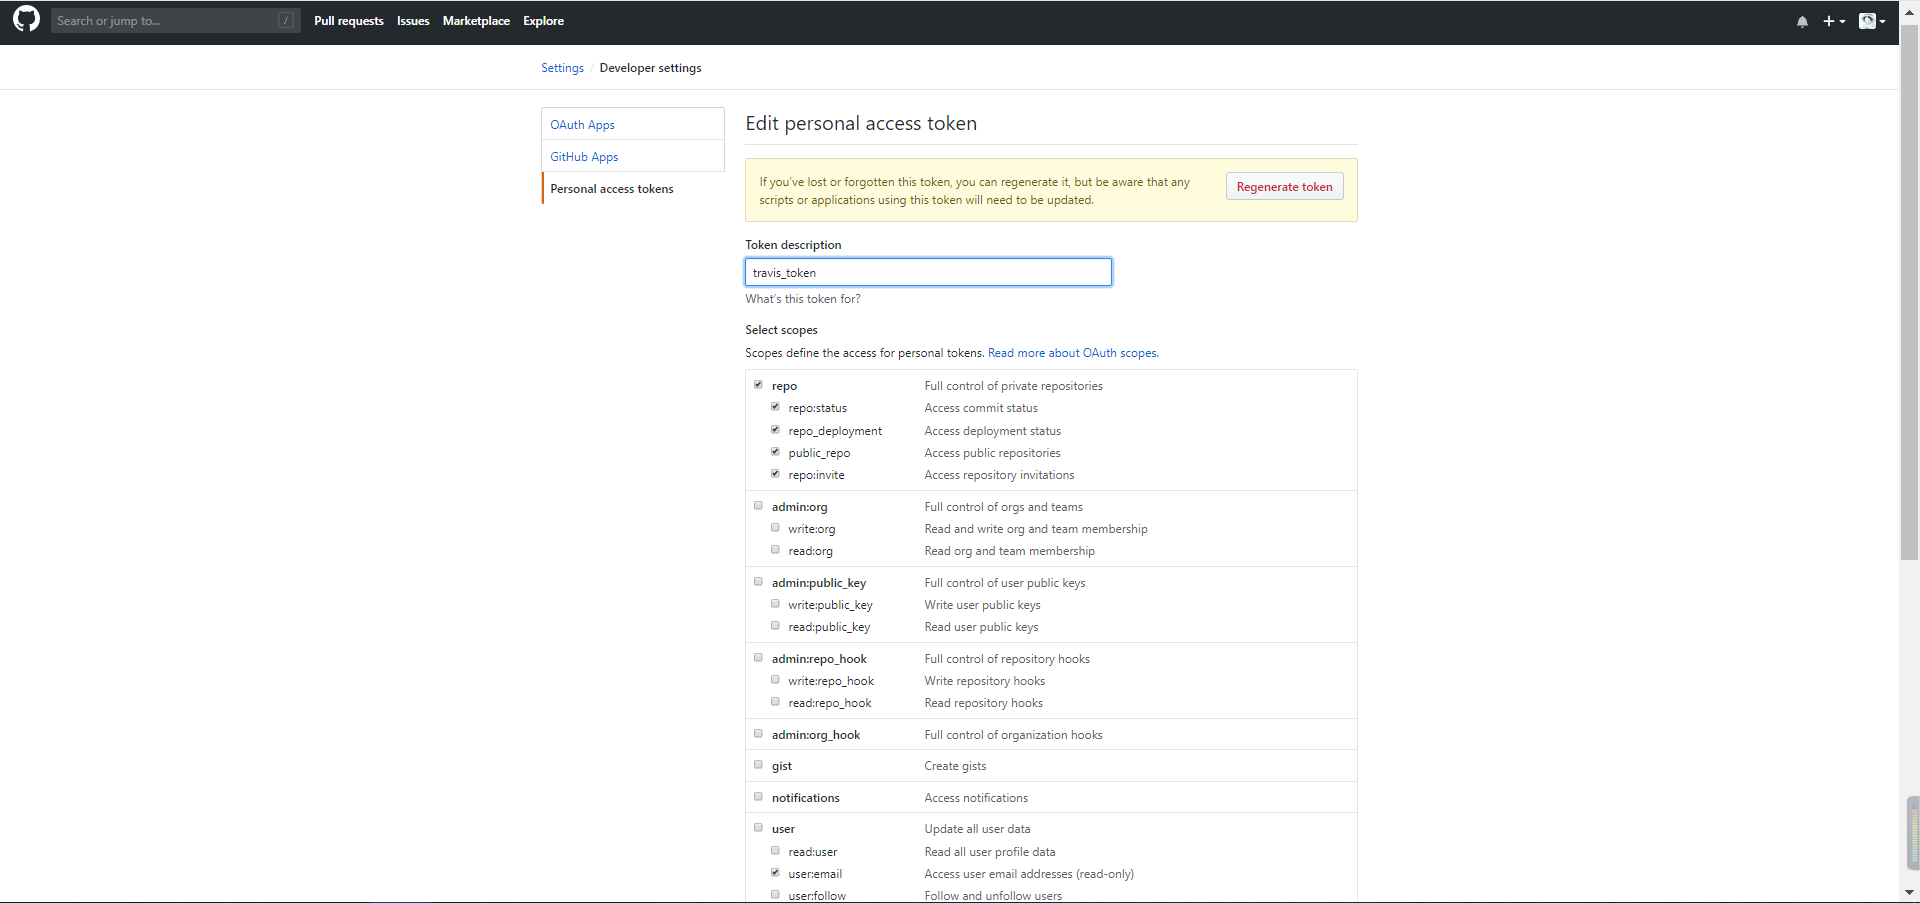 Search or jump to... /
Pull requests Issues Marketplace Explore
Settings / Developer settings
OAuth Apps
GitHub Apps
Personal access tokens
Edit personal access token
If you’ve lost or forgotten this token, you can regenerate it, but be aware that any
scripts or applications using this token will need to be updated.
Regenerate token
Token description
travis_token
What’s this token for?
Select scopes
Scopes define the access for personal tokens. Read more about OAuth scopes.
repo Full control of private repositories
repo:status Access commit status
repo_deployment Access deployment status
public_repo Access public repositories
repo:invite Access repository invitations
admin:org Full control of orgs and teams
write:org Read and write org and team membership
read:org Read org and team membership
admin:public_key Full control of user public keys
write:public_key Write user public keys
read:public_key Read user public keys
admin:repo_hook Full control of repository hooks
write:repo_hook Write repository hooks
read:repo_hook Read repository hooks
admin:org_hook Full control of organization hooks
gist Create gists
notifications Access notifications
user Update all user data
read:user Read all user profile data
user:email Access user email addresses (read-only)
user:follow Follow and unfollow users